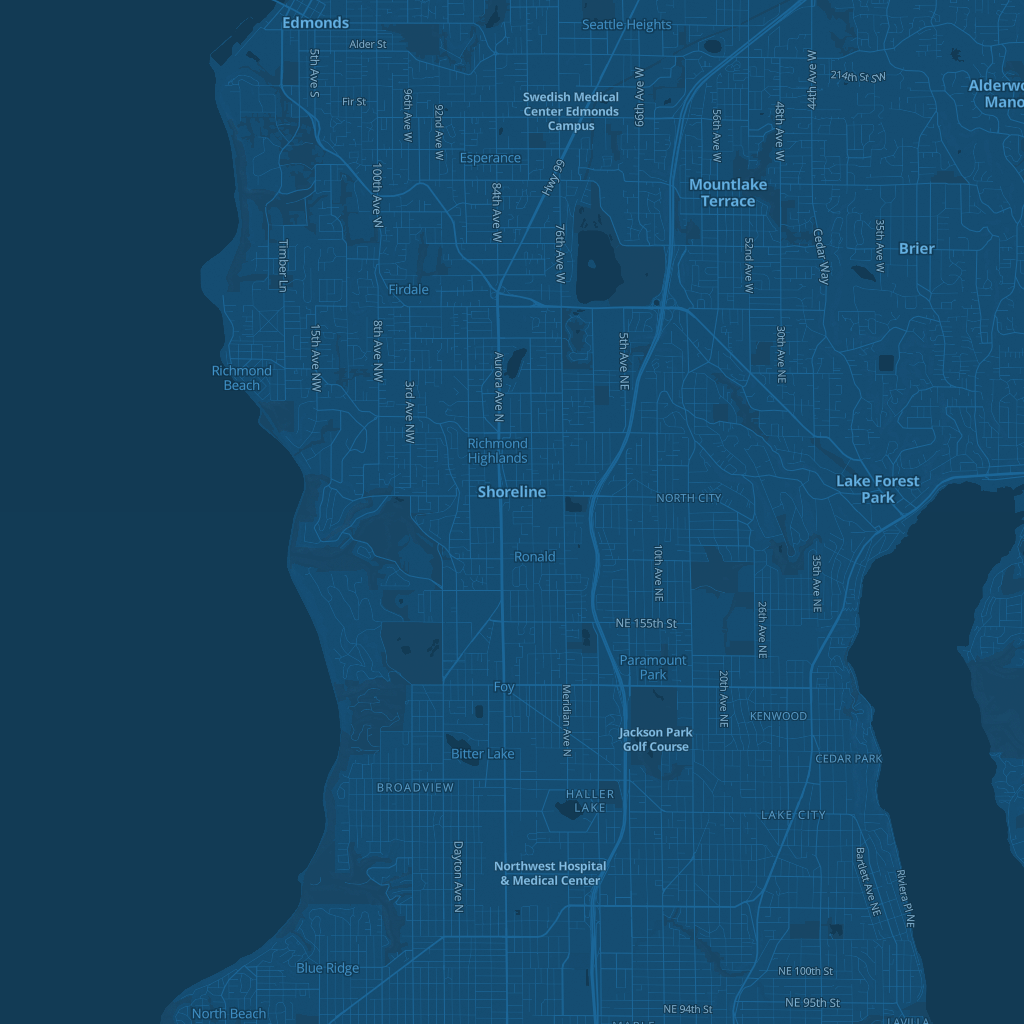 Edmonds
Seattle Heights
Alder St
5th Ave S
214th St SW
44th Ave W
Alderwo
Mano
Swedish Medical
Center Edmonds
Campus
66th Ave W
Fir St
96th Ave W
92nd Ave W
56th Ave W
48th Ave W
Esperance
Hwy 99
100th Ave W
84th Ave W
Mountlake
Terrace
76th Ave W
Timber Ln
52nd Ave W
Cedar Way
35th Ave W
Brier
Firdale
15th Ave NW
8th Ave NW
Aurora Ave N
5th Ave NE
30th Ave NE
Richmond
Beach
3rd Ave NW
Richmond
Highlands
Shoreline
NORTH CITY
Lake Forest
Park
Ronald
10th Ave NE
35th Ave NE
26th Ave NE
NE 155th St
Paramount
Park
Foy
Meridian Ave N
20th Ave NE
KENWOOD
Jackson Park
Golf Course
Bitter Lake
CEDAR PARK
BROADVIEW
HALLER
LAKE
LAKE CITY
Dayton Ave N
Northwest Hospital
& Medical Center
Bartlett Ave NE
Riviera Pl NE
Blue Ridge
NE 100th St
North Beach
NE 94th St
NE 95th St
MAPLE
LAVILLA